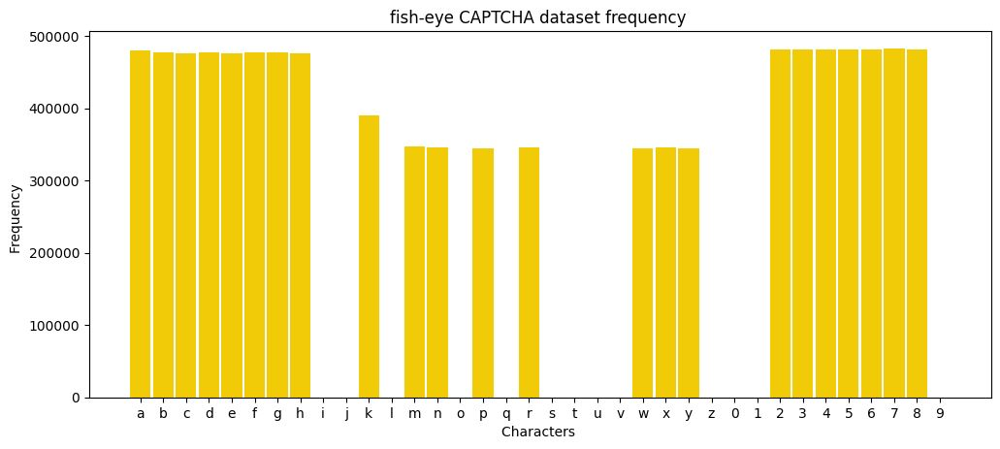 fish-eye CAPTCHA dataset frequency
500000
400000
300000
200000
100000
0
Frequency
a b c d e f g h i j k l m n o p q r s t u v w x y z 0 1 2 3 4 5 6 7 8 9
Characters